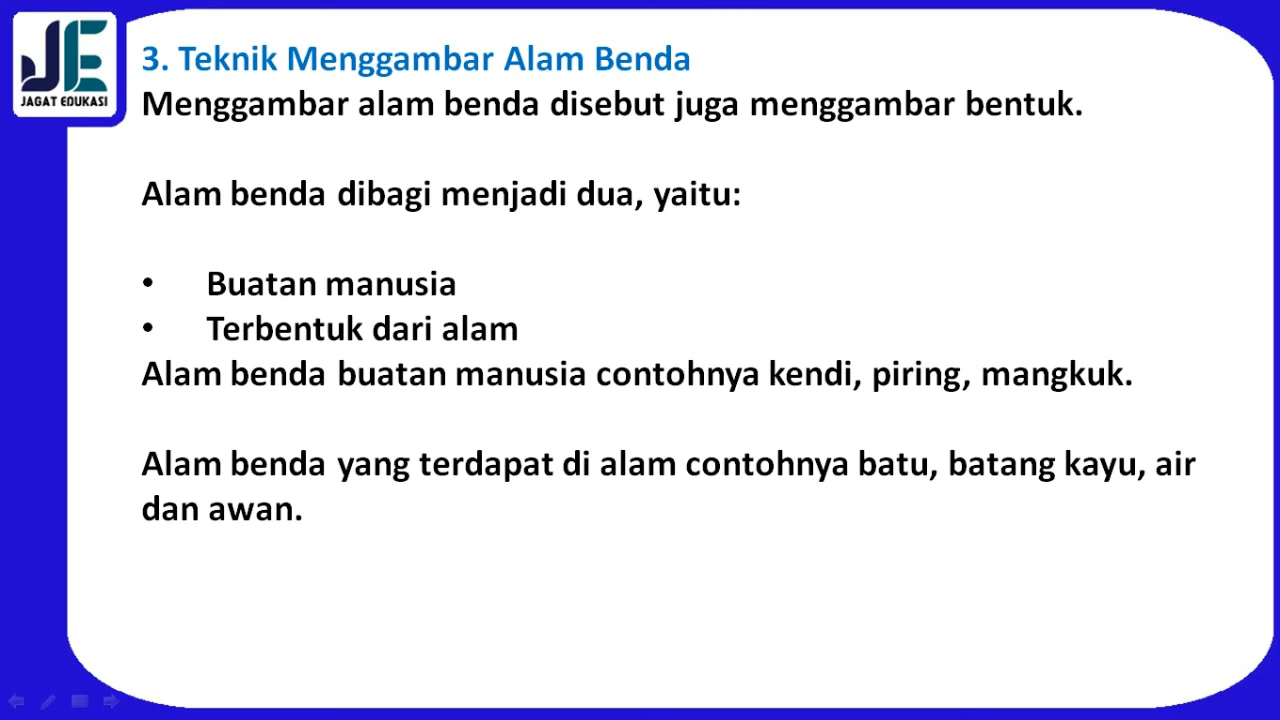 JE
JAGAT EDUKASI
3. Teknik Menggambar Alam Benda
Menggambar alam benda disebut juga menggambar bentuk.
Alam benda dibagi menjadi dua, yaitu:
• Buatan manusia
• Terbentuk dari alam
Alam benda buatan manusia contohnya kendi, piring, mangkuk.
Alam benda yang terdapat di alam contohnya batu, batang kayu, air
dan awan.